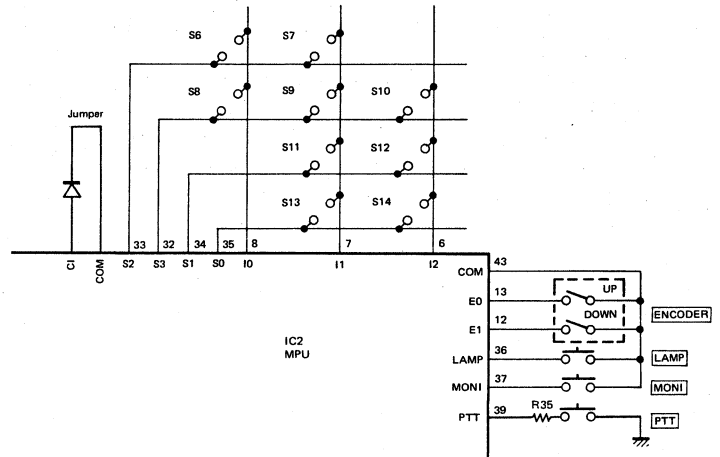 S6 S7
S8 S9 S10
Jumper
S11 S12
S13 S14
33 32 34 35 8 7 6
CI COM S2 S3 S1 S0 I0 I1 I2
COM 43
E0 13 UP
ENCODER
E1 12 DOWN
IC2
MPU
LAMP 36 LAMP
MONI 37 MONI
PTT 39 R35 PTT